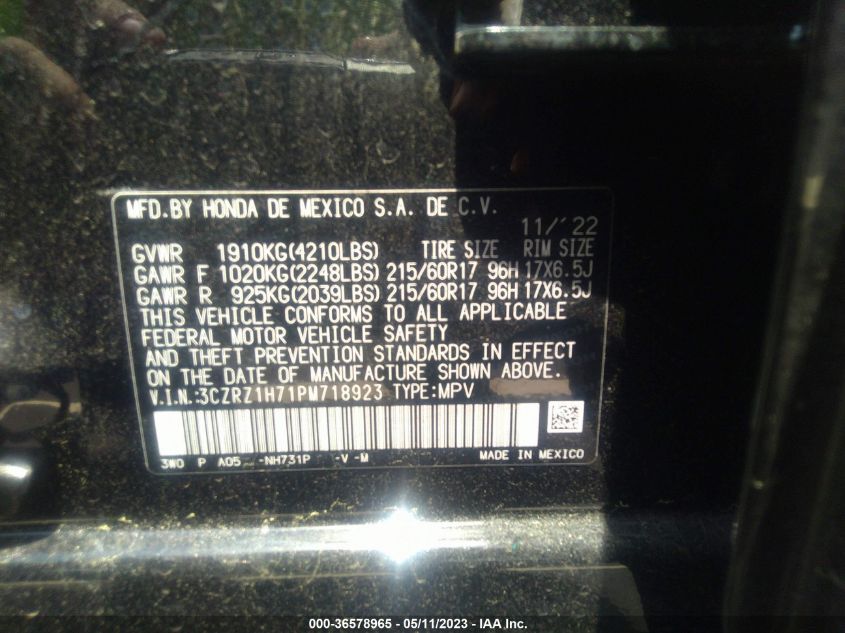 MFD.BY HONDA DE MEXICO S.A. DE C.V.
11/'22
GVWR 1910KG(4210LBS) TIRE SIZE RIM SIZE
GAWR F 1020KG(2248LBS) 215/60R17 96H 17X6.5J
GAWR R 925KG(2039LBS) 215/60R17 96H 17X6.5J
THIS VEHICLE CONFORMS TO ALL APPLICABLE
FEDERAL MOTOR VEHICLE SAFETY
AND THEFT PREVENTION STANDARDS IN EFFECT
ON THE DATE OF MANUFACTURE SHOWN ABOVE.
V.I.N.:3CZRZ1H71PM718923 TYPE:MPV
3W0 P A05 -NH731P -V -M MADE IN MEXICO
000-36578965 - 05/11/2023 - IAA Inc.